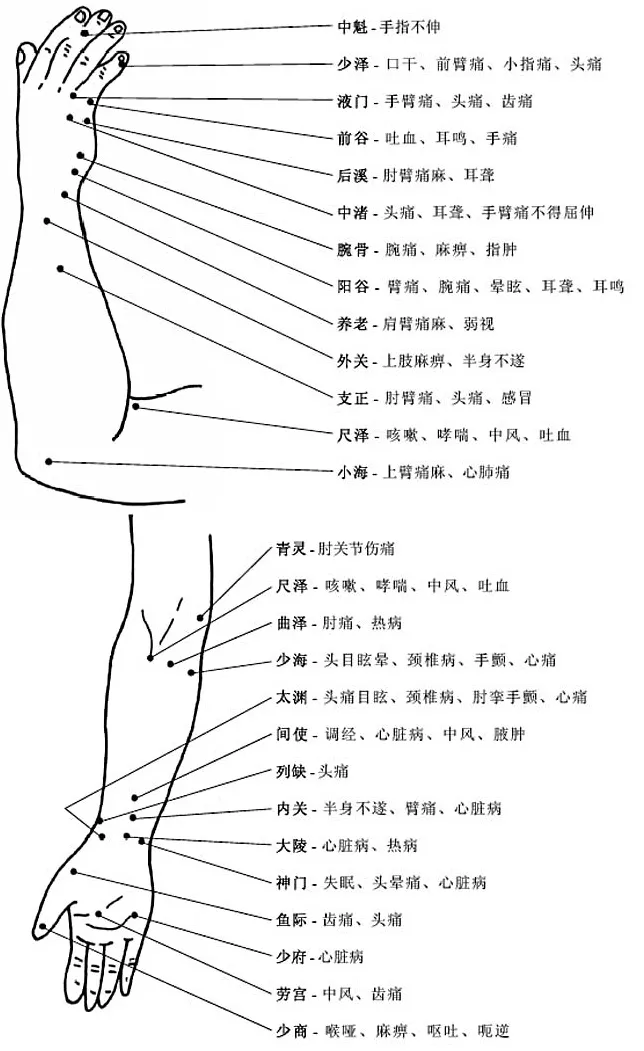 中魁-手指不伸
少泽-口干、前臂痛、小指痛、头痛
液门-手臂痛、头痛、齿痛
前谷-吐血、耳鸣、手痛
后溪-肘臂痛麻、耳聋
中渚-头痛、耳聋、手臂痛不得屈伸
腕骨-腕痛、麻痹、指肿
阳谷-臂痛、腕痛、晕眩、耳聋、耳鸣
养老-肩臂痛麻、弱视
外关-上肢麻痹、半身不遂
支正-肘臂痛、头痛、感冒
尺泽-咳嗽、哮喘、中风、吐血
小海-上臂痛麻、心肺痛
青灵-肘关节伤痛
尺泽-咳嗽、哮喘、中风、吐血
曲泽-肘痛、热病
少海-头目眩晕、颈椎病、手颤、心痛
太渊-头痛目眩、颈椎病、肘挛手颤、心痛
间使-调经、心脏病、中风、腋肿
列缺-头痛
内关-半身不遂、臂痛、心脏病
大陵-心脏病、热病
神门-失眠、头晕痛、心脏病
鱼际-齿痛、头痛
少府-心脏病
劳宫-中风、齿痛
少商-喉哑、麻痹、呕吐、呃逆